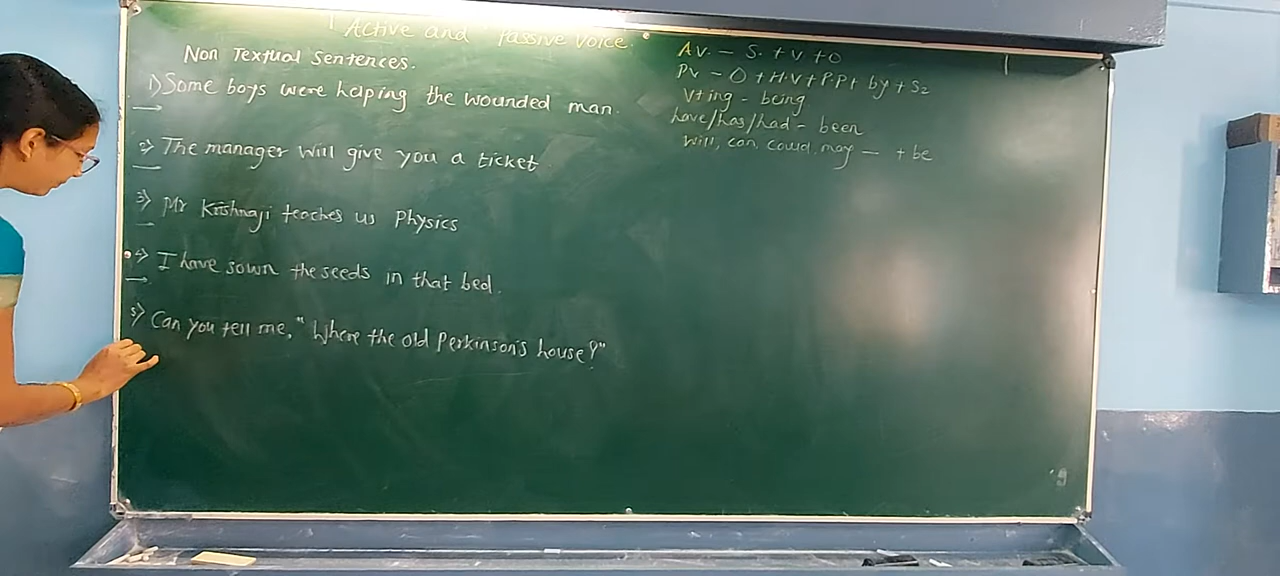 Active and Passive Voice.
Non Textual Sentences.
1) Some boys were helping the wounded man.
2) The manager will give you a ticket
3) Mr Krishnaji teaches us Physics
4) I have sown the seeds in that bed.
5) Can you tell me, "Where the old Perkinson's house?"
A.V. - S. + V + O
PV - O + H.V + P.P + by + S2
V+ing - being
have/has/had - been
will, can, could, may — + be